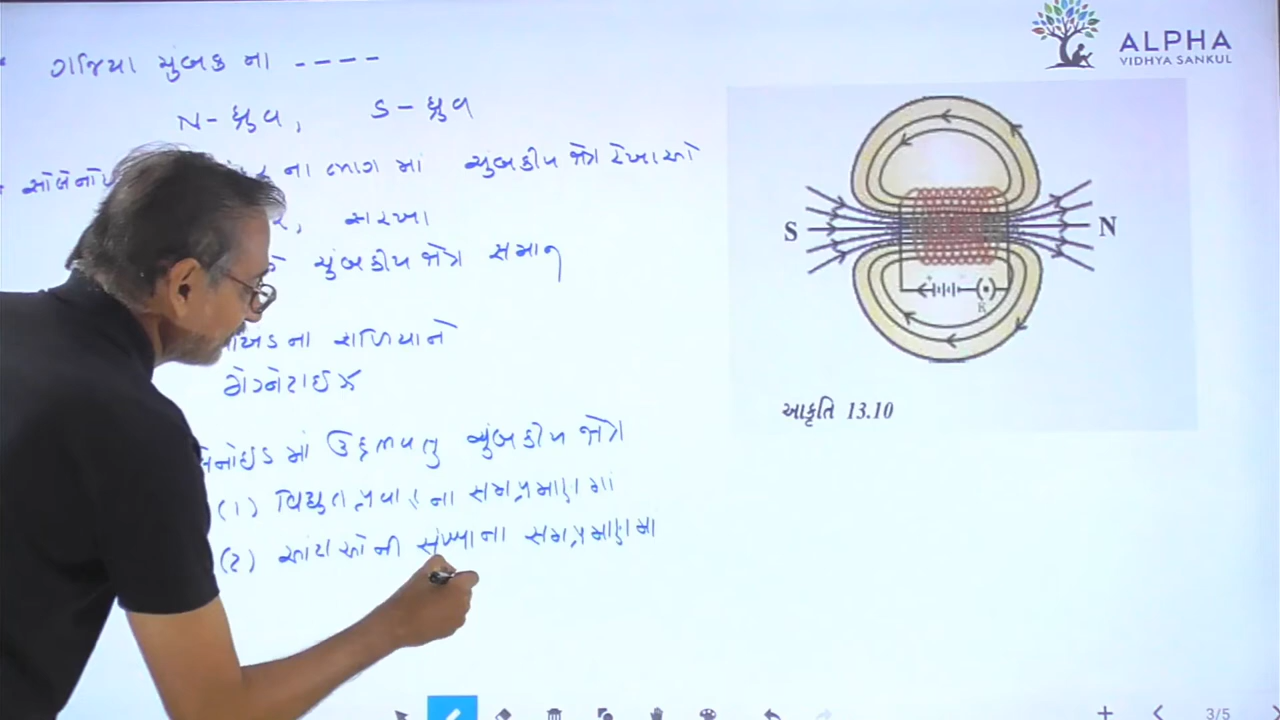 ગજિયા ચુંબક ના ----
N-ધ્રુવ, S-ધ્રુવ
ના ભાગ માં ચુંબકીય ક્ષેત્ર રેખાઓ
સરખા
ચુંબકીય ક્ષેત્ર સમાન
ના સળિયાને
મેગ્નેટાઈઝ
માં ઉદ્ભવતુ ચુંબકીય ક્ષેત્ર
(1) વિદ્યુતપ્રવાહના સમપ્રમાણમાં
(૨) આંટાઓની સંખ્યાના સમપ્રમાણમા
ALPHA
VIDHYA SANKUL
S
N
K
આકૃતિ 13.10
3/5